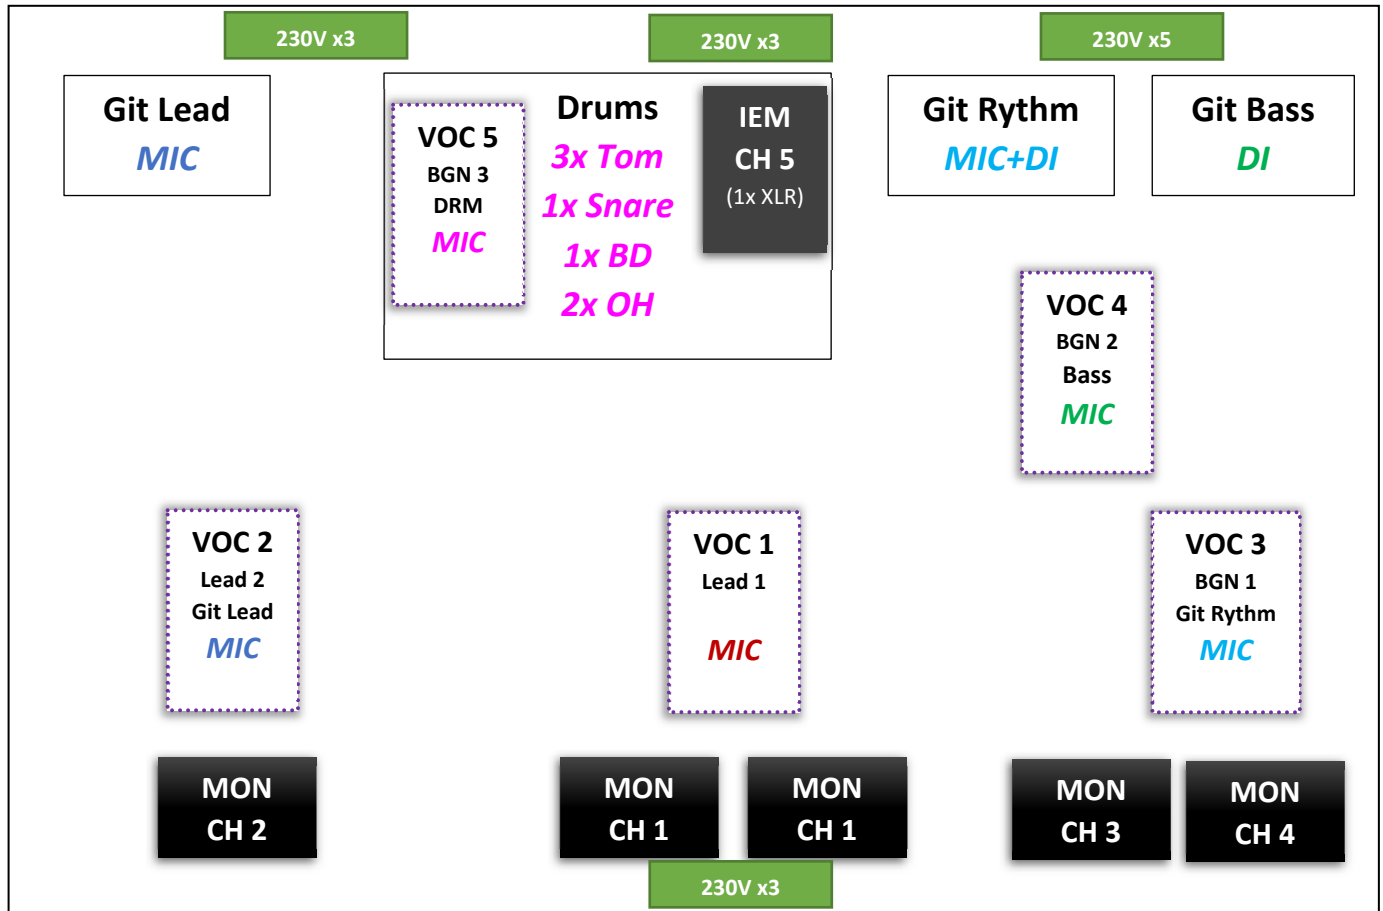 230V x3
230V x3
230V x5
Git Lead
MIC
VOC 5
BGN 3
DRM
MIC
Drums
3x Tom
1x Snare
1x BD
2x OH
IEM
CH 5
(1x XLR)
Git Rythm
MIC+DI
Git Bass
DI
VOC 4
BGN 2
Bass
MIC
VOC 2
Lead 2
Git Lead
MIC
VOC 1
Lead 1
MIC
VOC 3
BGN 1
Git Rythm
MIC
MON
CH 2
MON
CH 1
MON
CH 1
MON
CH 3
MON
CH 4
230V x3